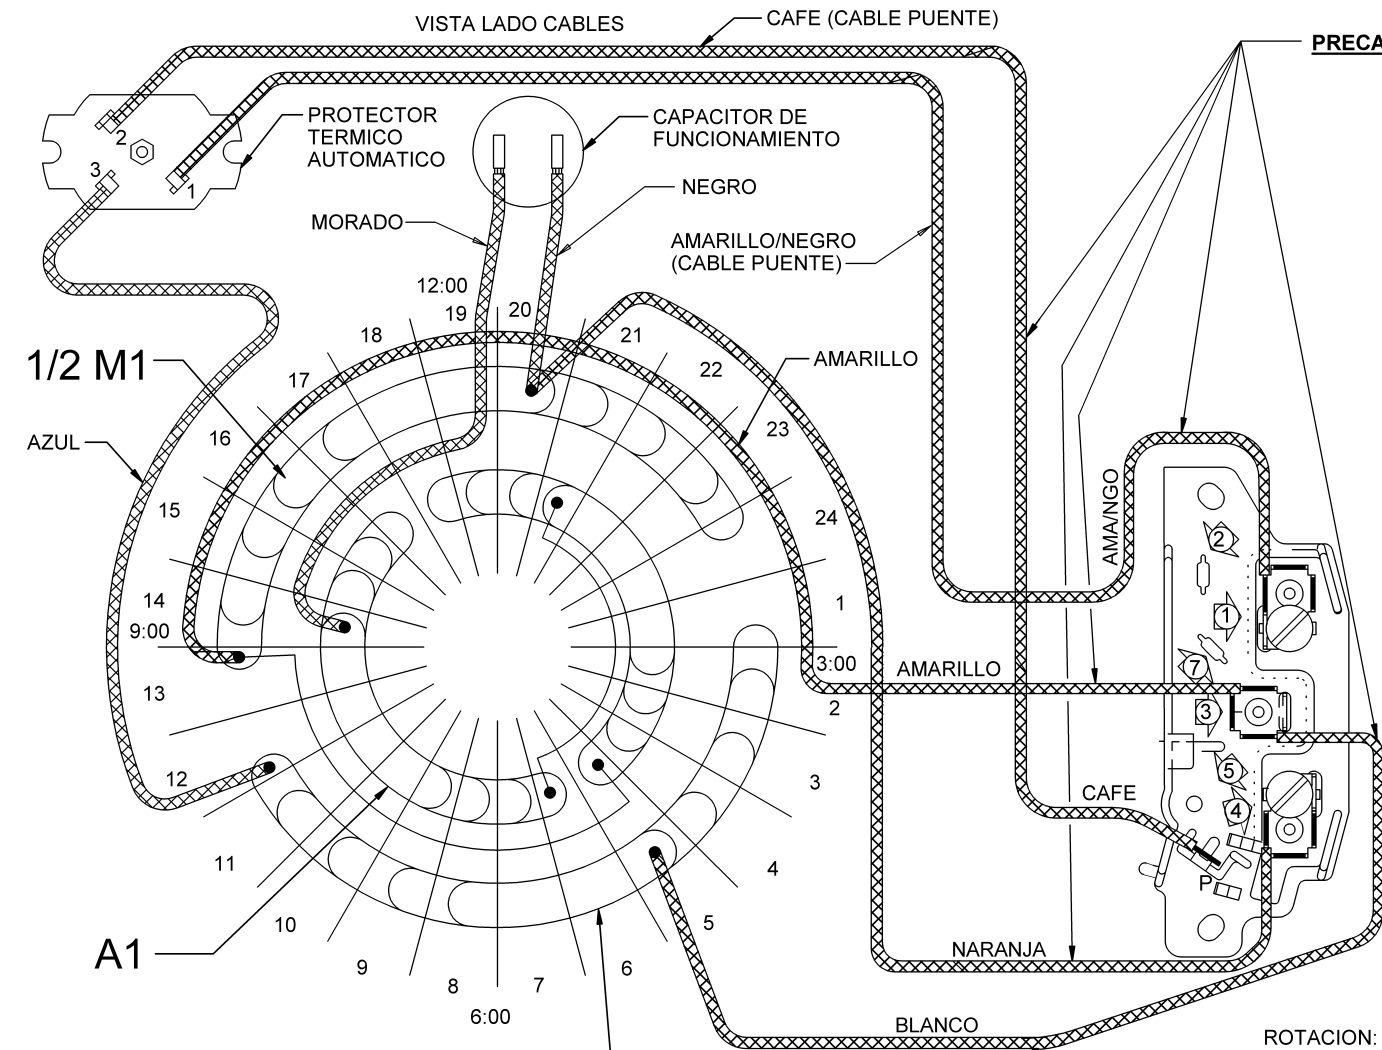 VISTA LADO CABLES
CAFE (CABLE PUENTE)
PRECA
PROTECTOR
TERMICO
AUTOMATICO
CAPACITOR DE
FUNCIONAMIENTO
2
3
1
NEGRO
MORADO
AMARILLO/NEGRO
(CABLE PUENTE)
12:00
19
20
18
21
1/2 M1
AMARILLO
17
22
AZUL
16
23
15
24
AMA/NGO
2
14
1
1
9:00
3:00
7
AMARILLO
13
2
3
12
3
5
CAFE
4
11
4
P
10
5
A1
NARANJA
9
6
8
7
6:00
BLANCO
ROTACION: